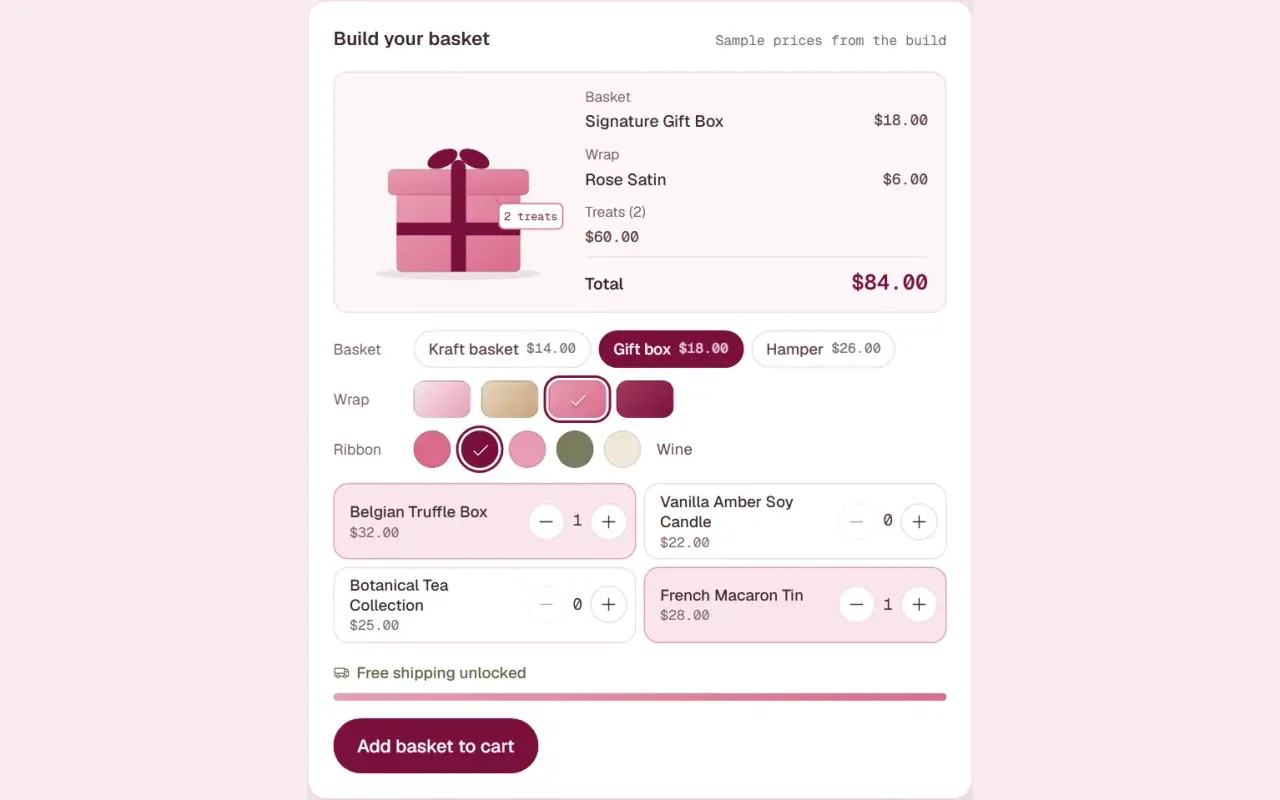 Build your basket
Sample prices from the build
Basket
Signature Gift Box $18.00
Wrap
Rose Satin $6.00
2 treats
Treats (2)
$60.00
Total $84.00
Basket Kraft basket $14.00 Gift box $18.00 Hamper $26.00
Wrap
Ribbon Wine
Belgian Truffle Box
$32.00
1
Vanilla Amber Soy
Candle
$22.00
0
Botanical Tea
Collection
$25.00
0
French Macaron Tin
$28.00
1
Free shipping unlocked
Add basket to cart